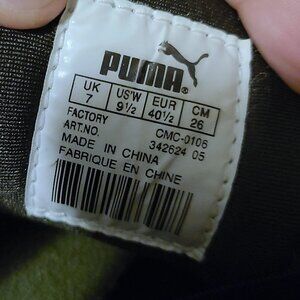 PUMA®
UK US'W EUR CM
7 9½ 40½ 26
FACTORY CMC-0106
ART.NO. 342624 05
MADE IN CHINA
FABRIQUE EN CHINE